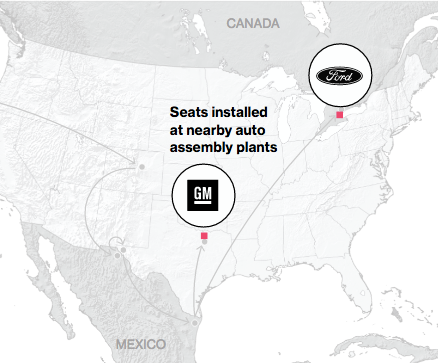 CANADA
Ford
Seats installed
at nearby auto
assembly plants
GM
MEXICO